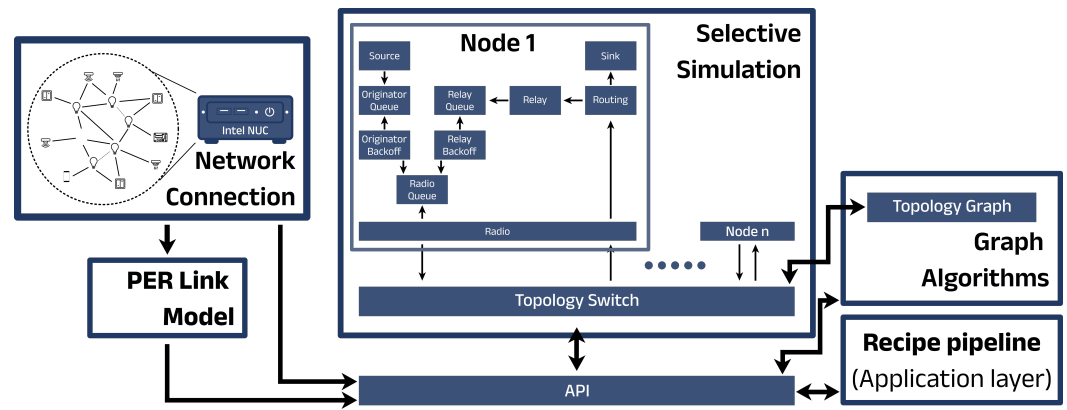 Intel NUC
Network
Connection
PER Link
Model
Selective
Simulation
Node 1
Source
Sink
Originator
Queue
Relay
Queue
Relay
Routing
Originator
Backoff
Relay
Backoff
Radio
Queue
Radio
Node n
Topology Switch
API
Topology Graph
Graph
Algorithms
Recipe pipeline
(Application layer)